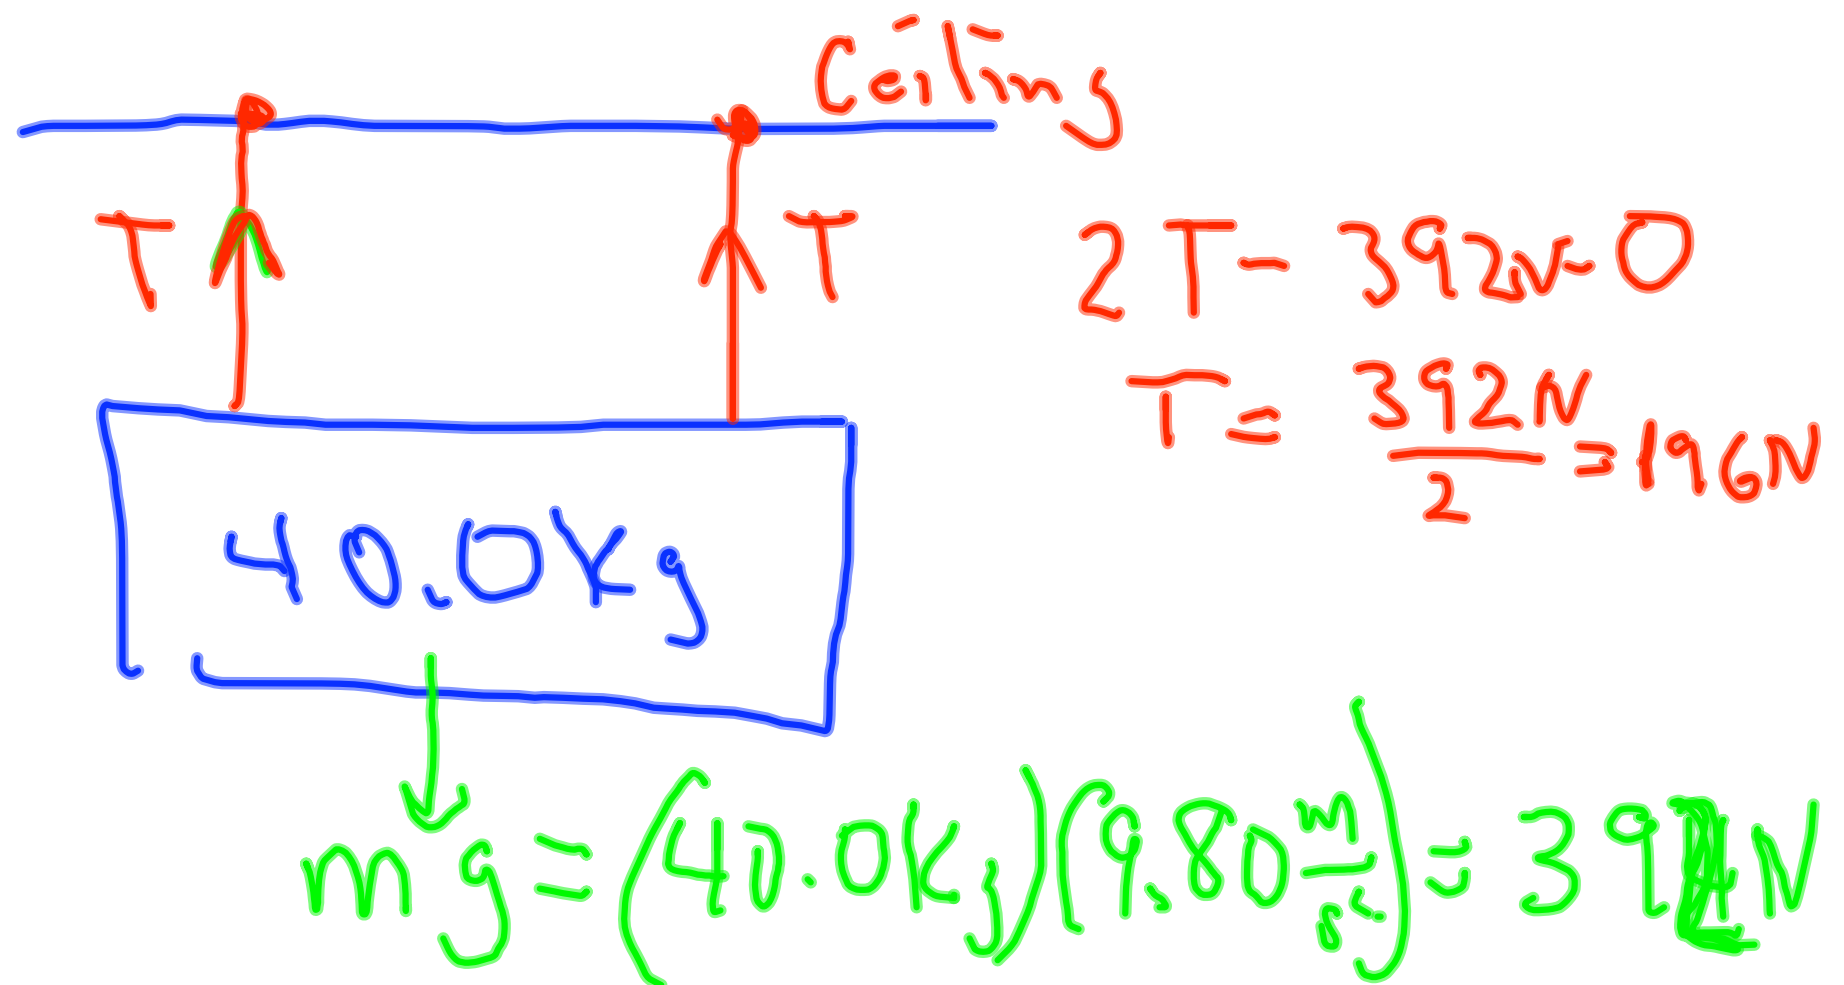 Ceiling
T
T
2T - 392N = 0
T = 392N / 2 = 196N
40.0kg
mg = (40.0kg)(9.80 m/s²) = 392N